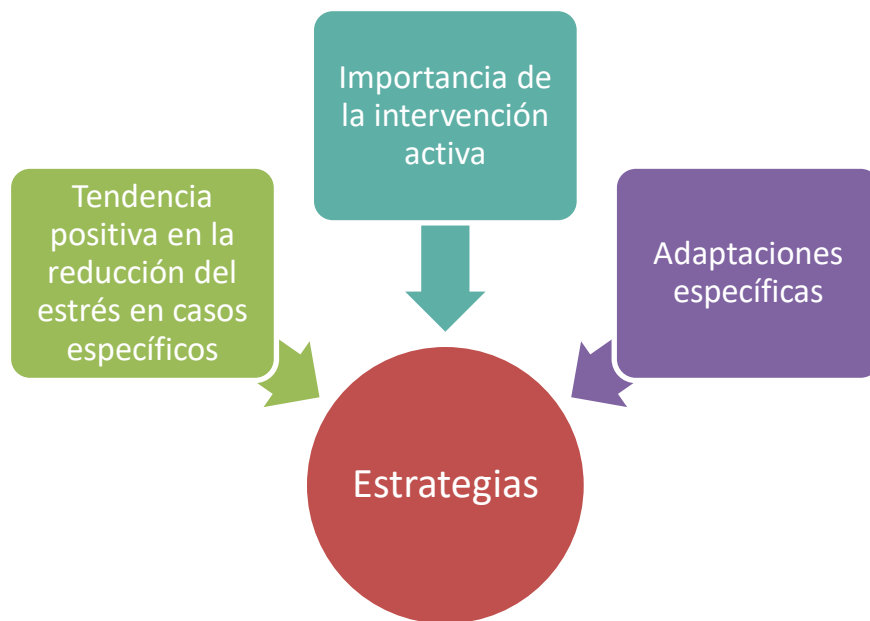 Importancia de
la intervención
activa
Tendencia
positiva en la
reducción del
estrés en casos
específicos
Adaptaciones
específicas
Estrategias